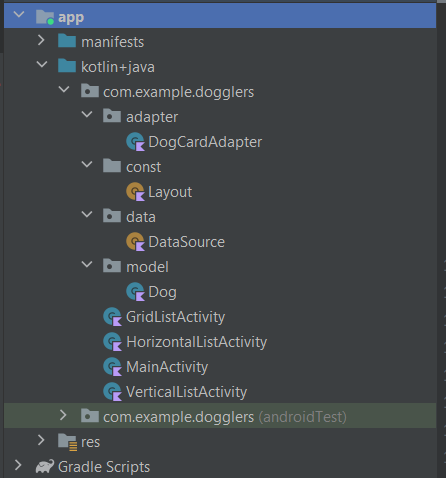 app
manifests
kotlin+java
com.example.dogglers
adapter
DogCardAdapter
const
Layout
data
DataSource
model
Dog
GridListActivity
HorizontalListActivity
MainActivity
VerticalListActivity
com.example.dogglers (androidTest)
res
Gradle Scripts